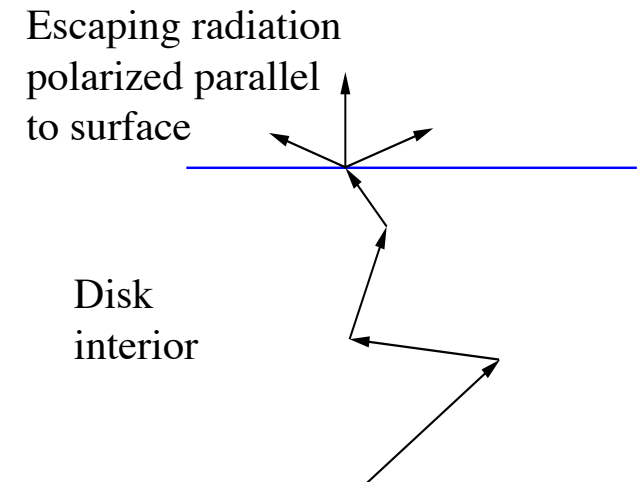 Escaping radiation
polarized parallel
to surface
Disk
interior